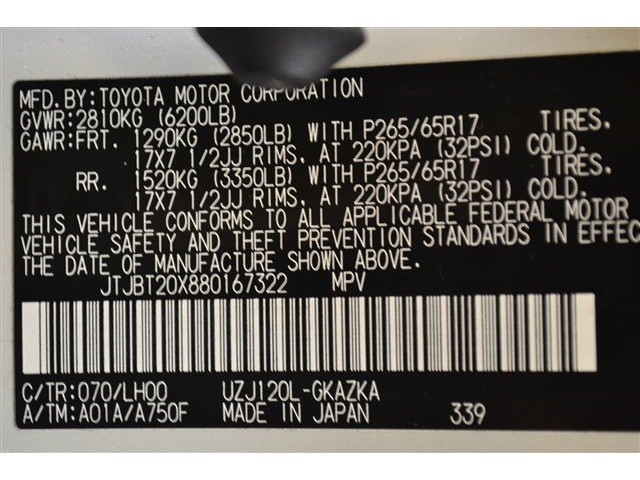 MFD.BY:TOYOTA MOTOR CORPORATION
GVWR:2810KG (6200LB)
GAWR:FRT. 1290KG (2850LB) WITH P265/65R17 TIRES.
17X7 1/2JJ RIMS, AT 220KPA (32PSI) COLD.
RR. 1520KG (3350LB) WITH P265/65R17 TIRES.
17X7 1/2JJ RIMS, AT 220KPA (32PSI) COLD.
THIS VEHICLE CONFORMS TO ALL APPLICABLE FEDERAL MOTOR
VEHICLE SAFETY AND THEFT PREVENTION STANDARDS IN EFFEC
THE DATE OF MANUFACTURE SHOWN ABOVE.
JTJBT20X880167322 MPV
C/TR:070/LH00 UZJ120L-GKAZKA
A/TM:A01A/A750F MADE IN JAPAN 339